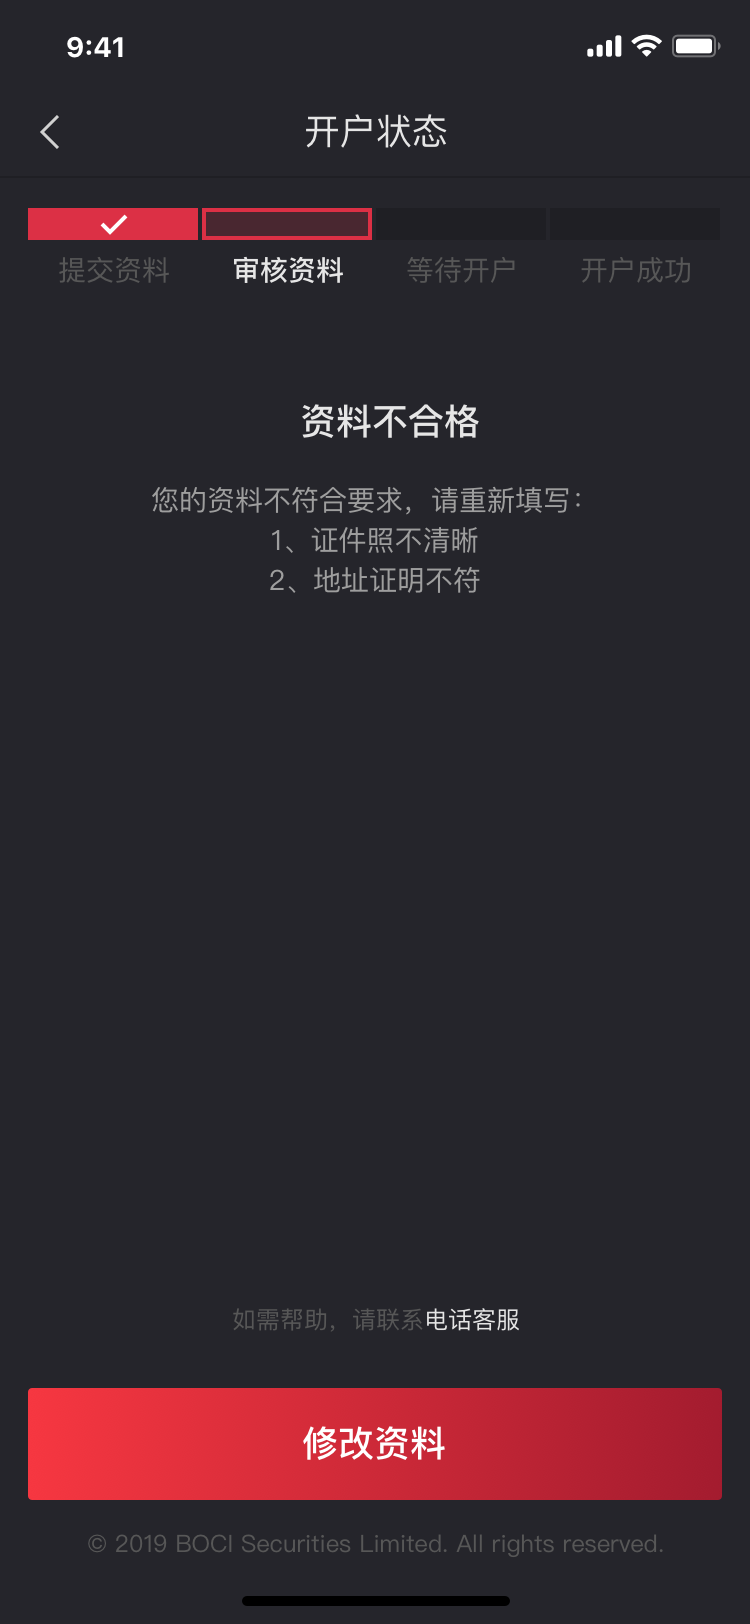 9:41
开户状态
提交资料 审核资料 等待开户 开户成功
资料不合格
您的资料不符合要求，请重新填写：
1、证件照不清晰
2、地址证明不符
如需帮助，请联系电话客服
修改资料
© 2019 BOCI Securities Limited. All rights reserved.